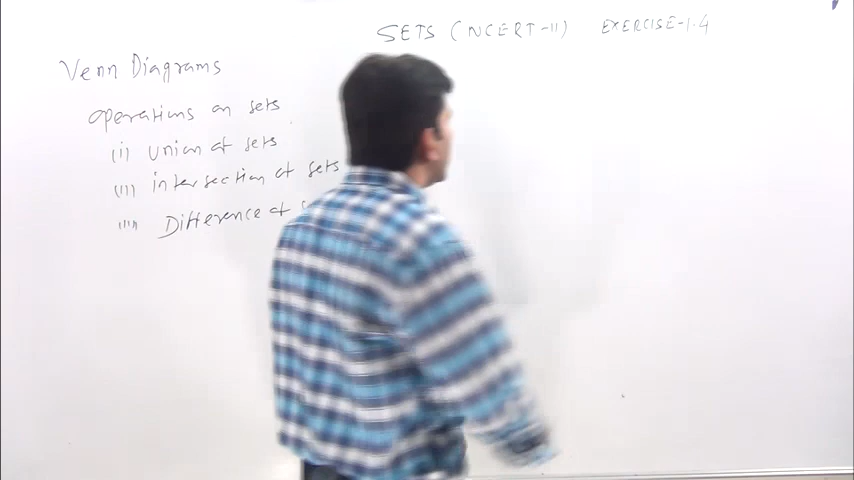 SETS (NCERT-11) EXERCISE-1.4
Venn Diagrams
operations on sets
(i) Union of sets
(ii) intersection of sets
(iii) Difference of